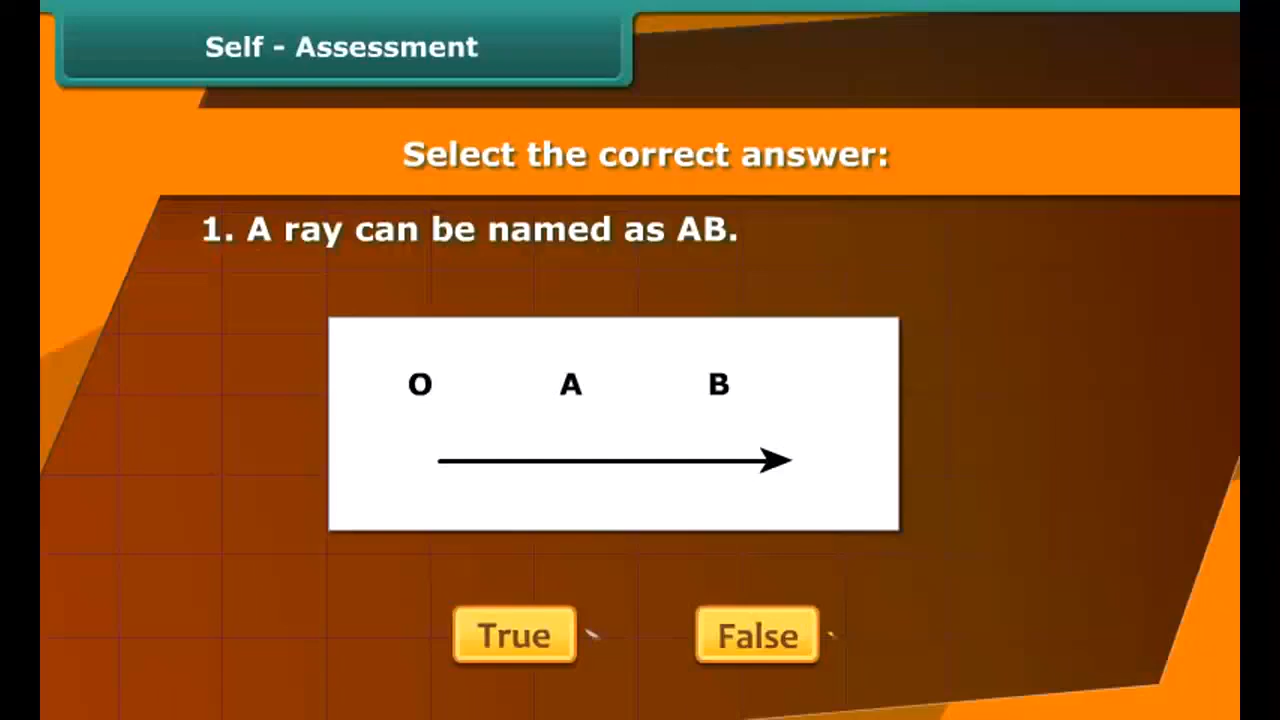 Self - Assessment
Select the correct answer:
1. A ray can be named as AB.
O A B
True False